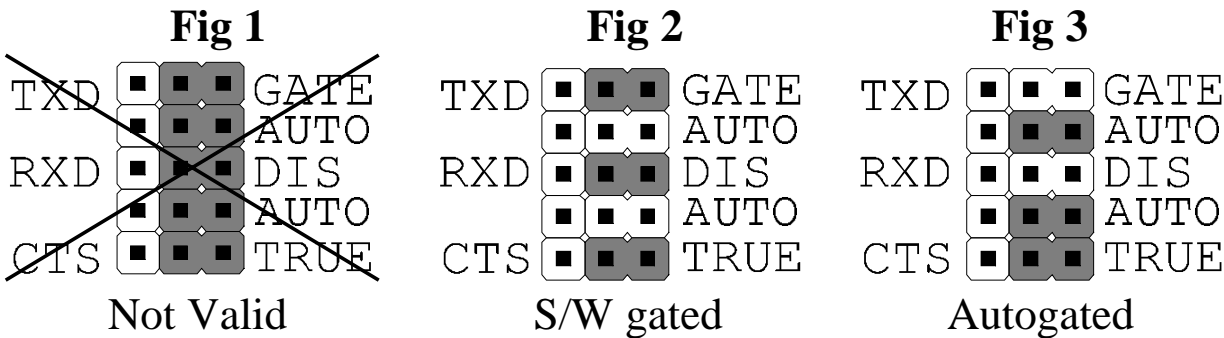 Fig 1
TXD GATE
AUTO
RXD DIS
AUTO
CTS TRUE
Not Valid
Fig 2
TXD GATE
AUTO
RXD DIS
AUTO
CTS TRUE
S/W gated
Fig 3
TXD GATE
AUTO
RXD DIS
AUTO
CTS TRUE
Autogated